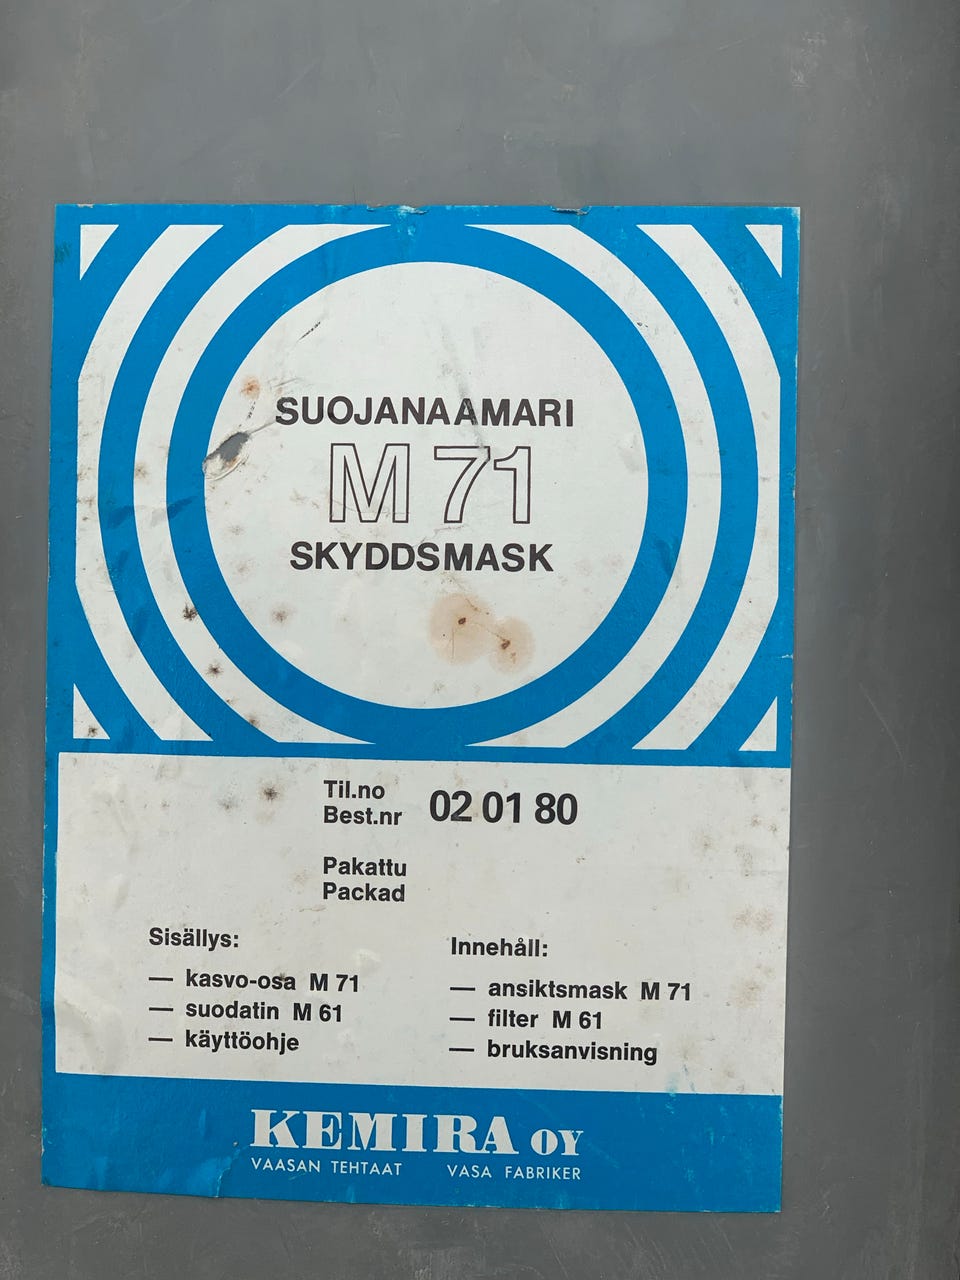 SUOJANAAMARI
M 71
SKYDDSMASK
Til.no
Best.nr
02 01 80
Pakattu
Packad
Sisällys:
— kasvo-osa M 71
— suodatin M 61
— käyttöohje
Innehåll:
— ansiktsmask M 71
— filter M 61
— bruksanvisning
KEMIRA OY
VAASAN TEHTAAT VASA FABRIKER